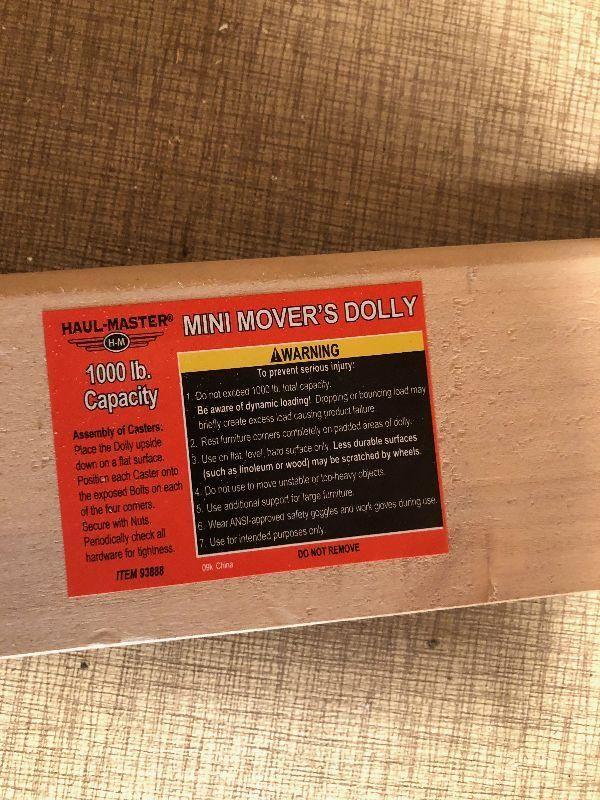 HAUL-MASTER®
H-M
1000 lb.
Capacity
Assembly of Casters:
Place the Dolly upside
down on a flat surface.
Position each Caster onto
the exposed Bolts on each
of the four corners.
Secure with Nuts.
Periodically check all
hardware for tightness.
ITEM 93888
MINI MOVER'S DOLLY
⚠WARNING
To prevent serious injury:
1. Do not exceed 1000 lb. total capacity.
Be aware of dynamic loading! Dropping or bouncing load may
briefly create excess load causing product failure.
2. Rest furniture corners completely on padded areas of dolly.
3. Use on flat, level, hard surface only. Less durable surfaces
(such as linoleum or wood) may be scratched by wheels.
4. Do not use to move unstable or too-heavy objects.
5. Use additional support for large furniture.
6. Wear ANSI-approved safety goggles and work gloves during use.
7. Use for intended purposes only.
09k China
DO NOT REMOVE